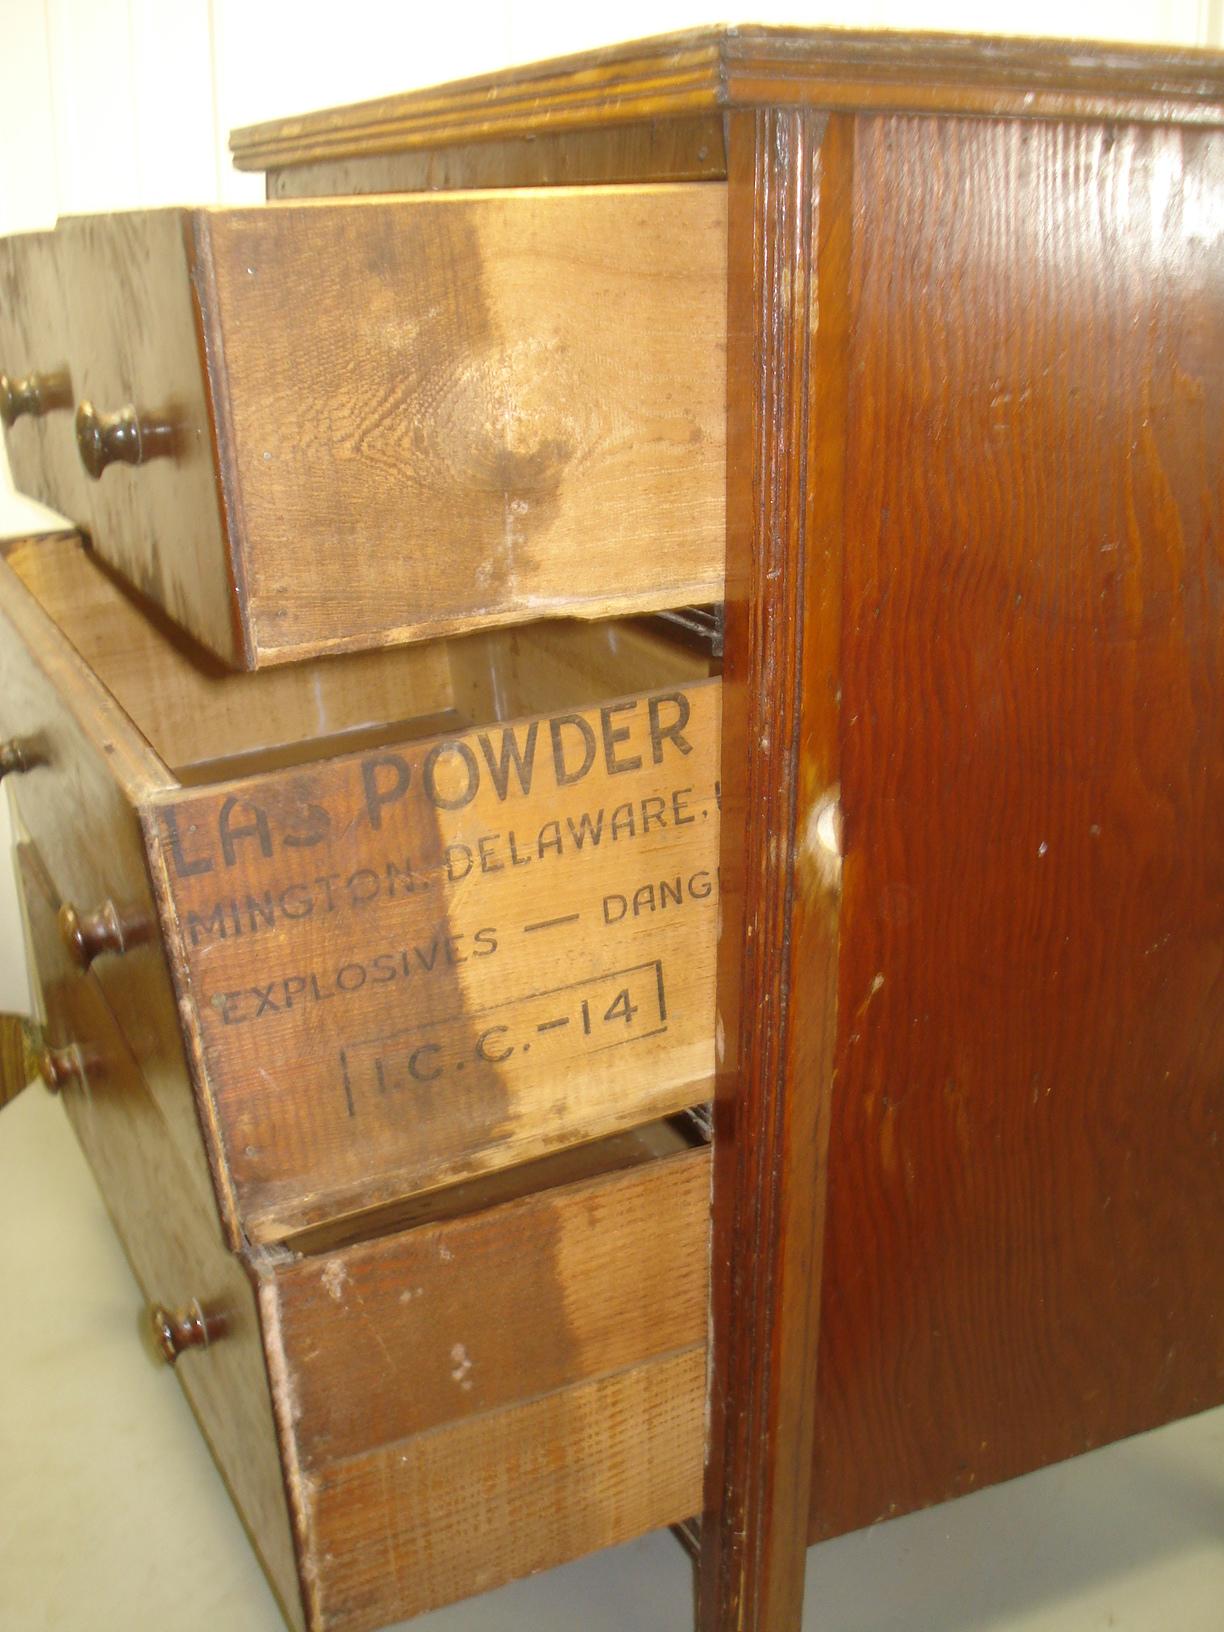 LAS POWDER
MINGTON, DELAWARE,
EXPLOSIVES — DANG
I.C.C.-14